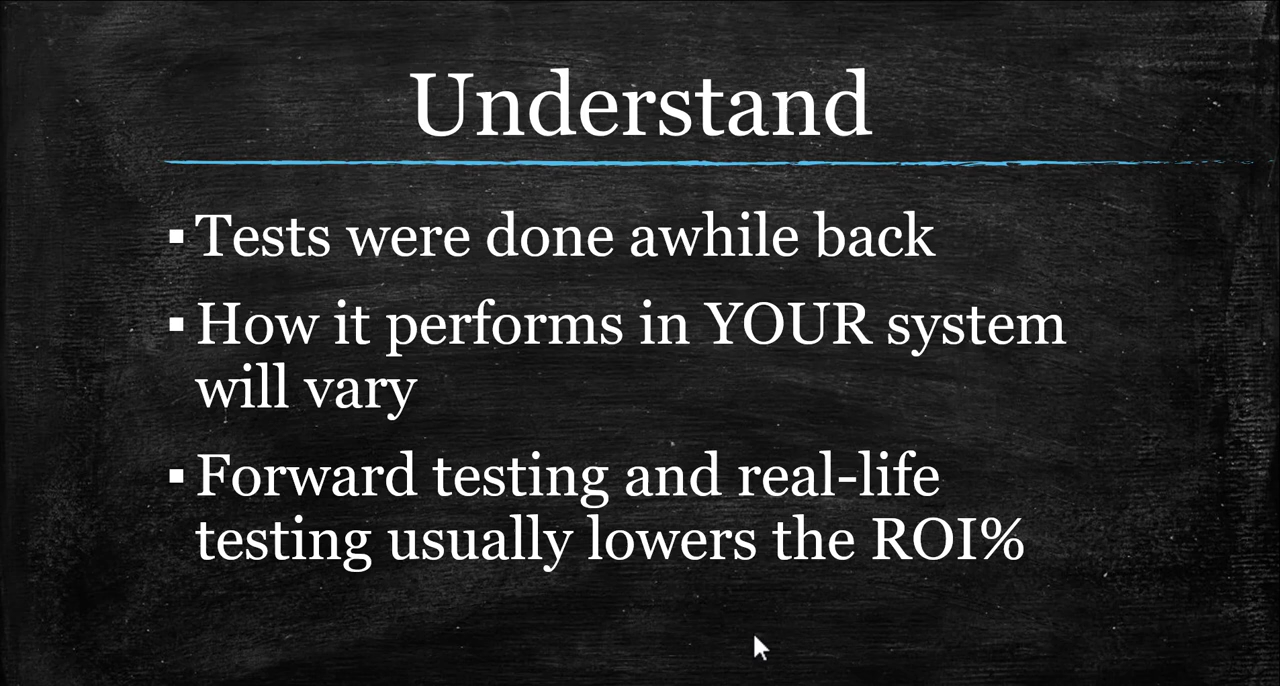 Understand
▪ Tests were done awhile back
▪ How it performs in YOUR system
will vary
▪ Forward testing and real-life
testing usually lowers the ROI%